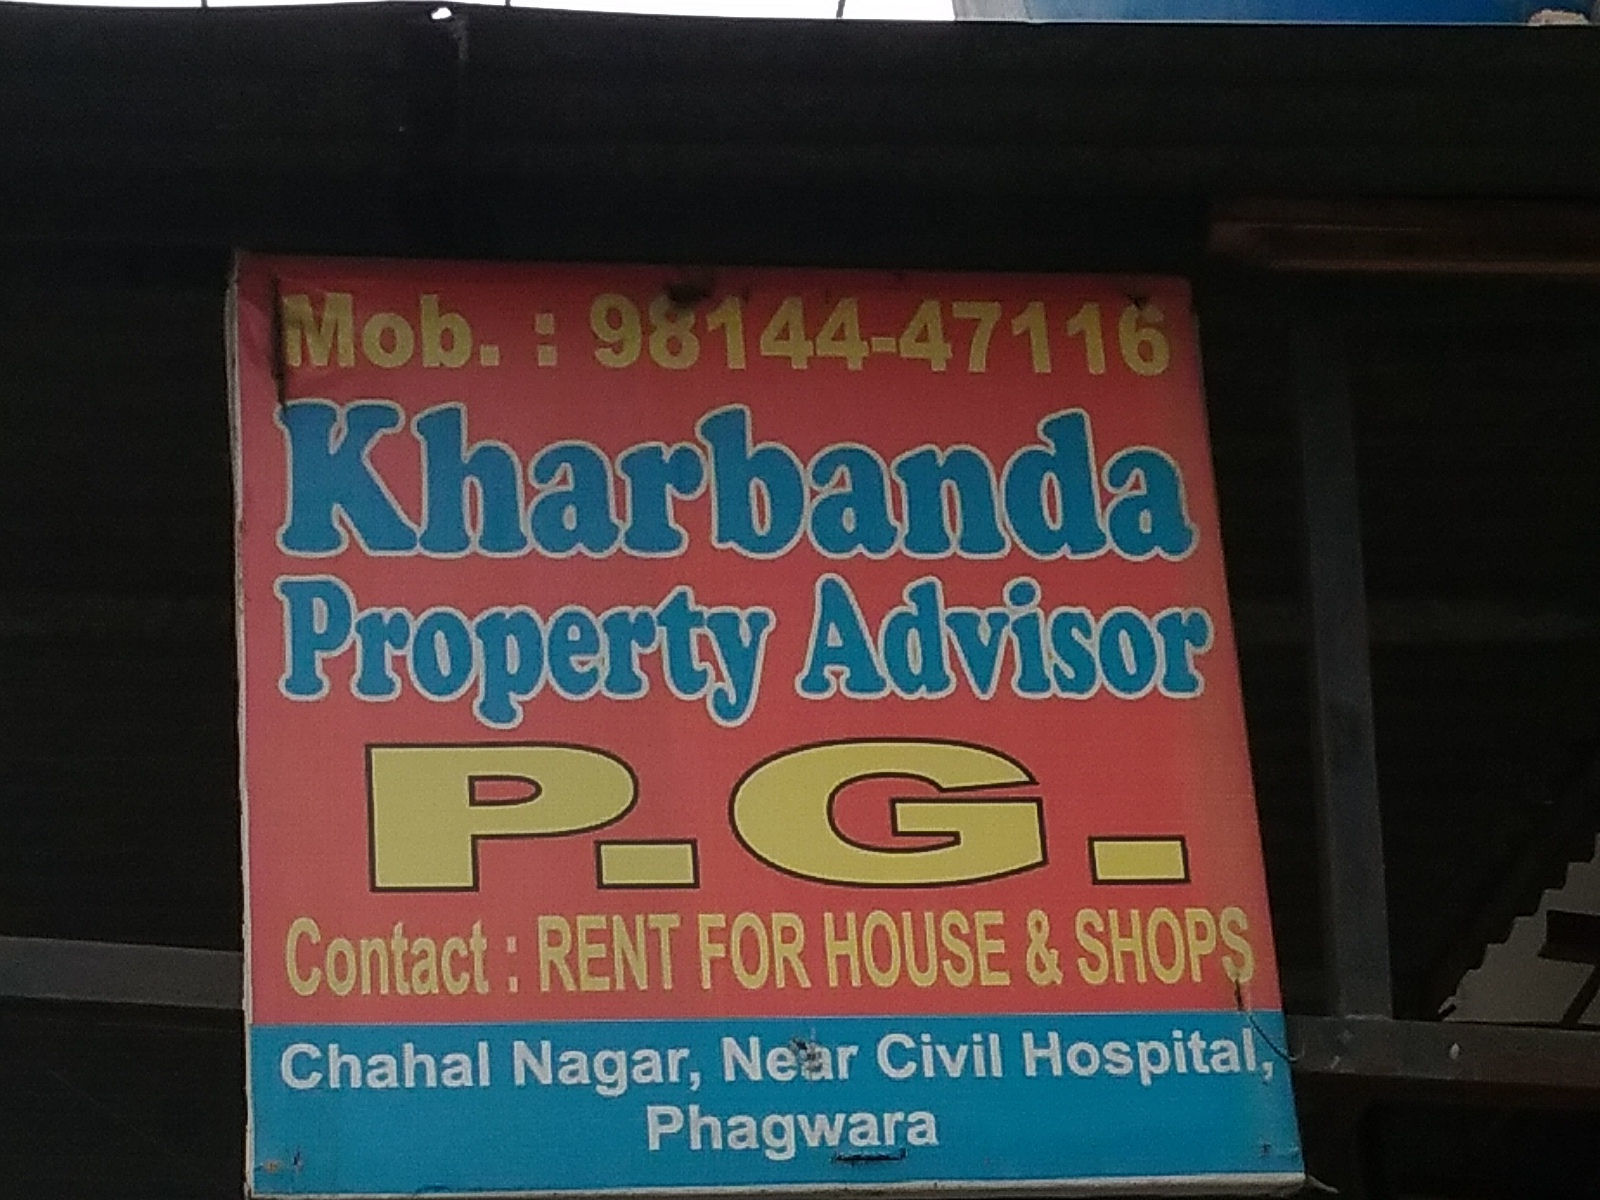 Mob. : 98144-47116
Kharbanda
Property Advisor
P.G.
Contact : RENT FOR HOUSE & SHOPS
Chahal Nagar, Near Civil Hospital,
Phagwara